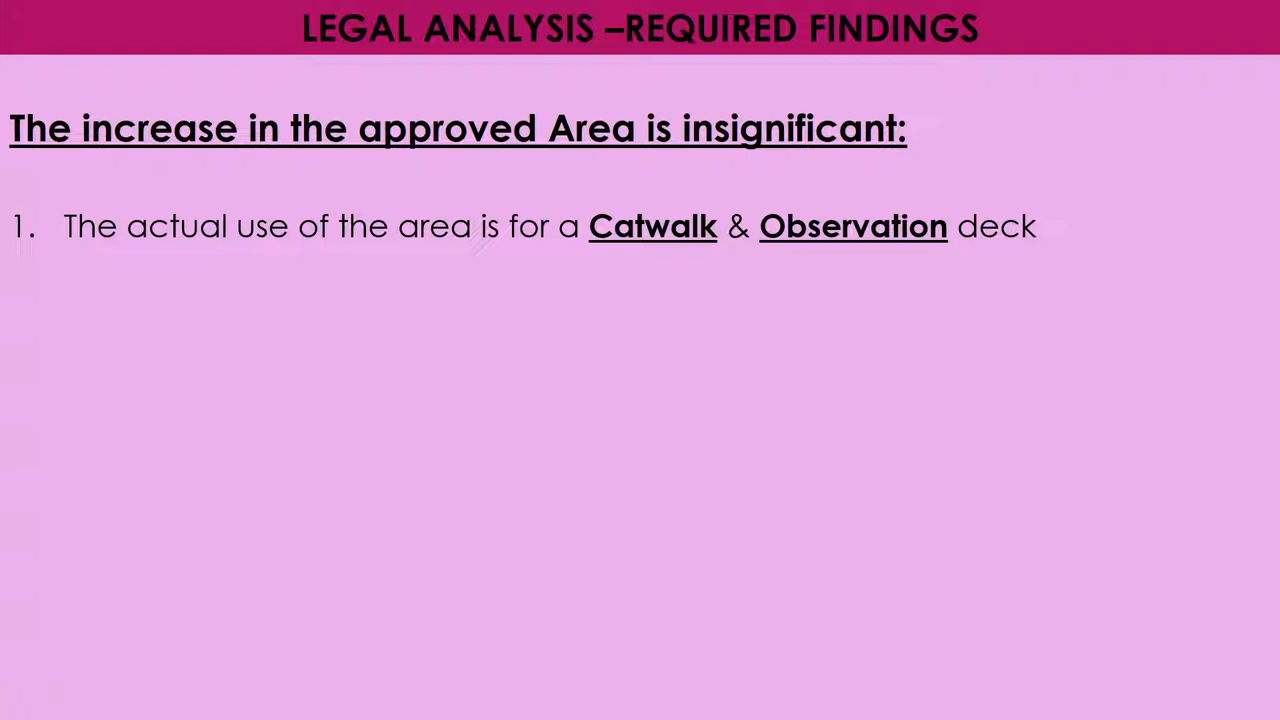 LEGAL ANALYSIS –REQUIRED FINDINGS
The increase in the approved Area is insignificant:
1. The actual use of the area is for a Catwalk & Observation deck